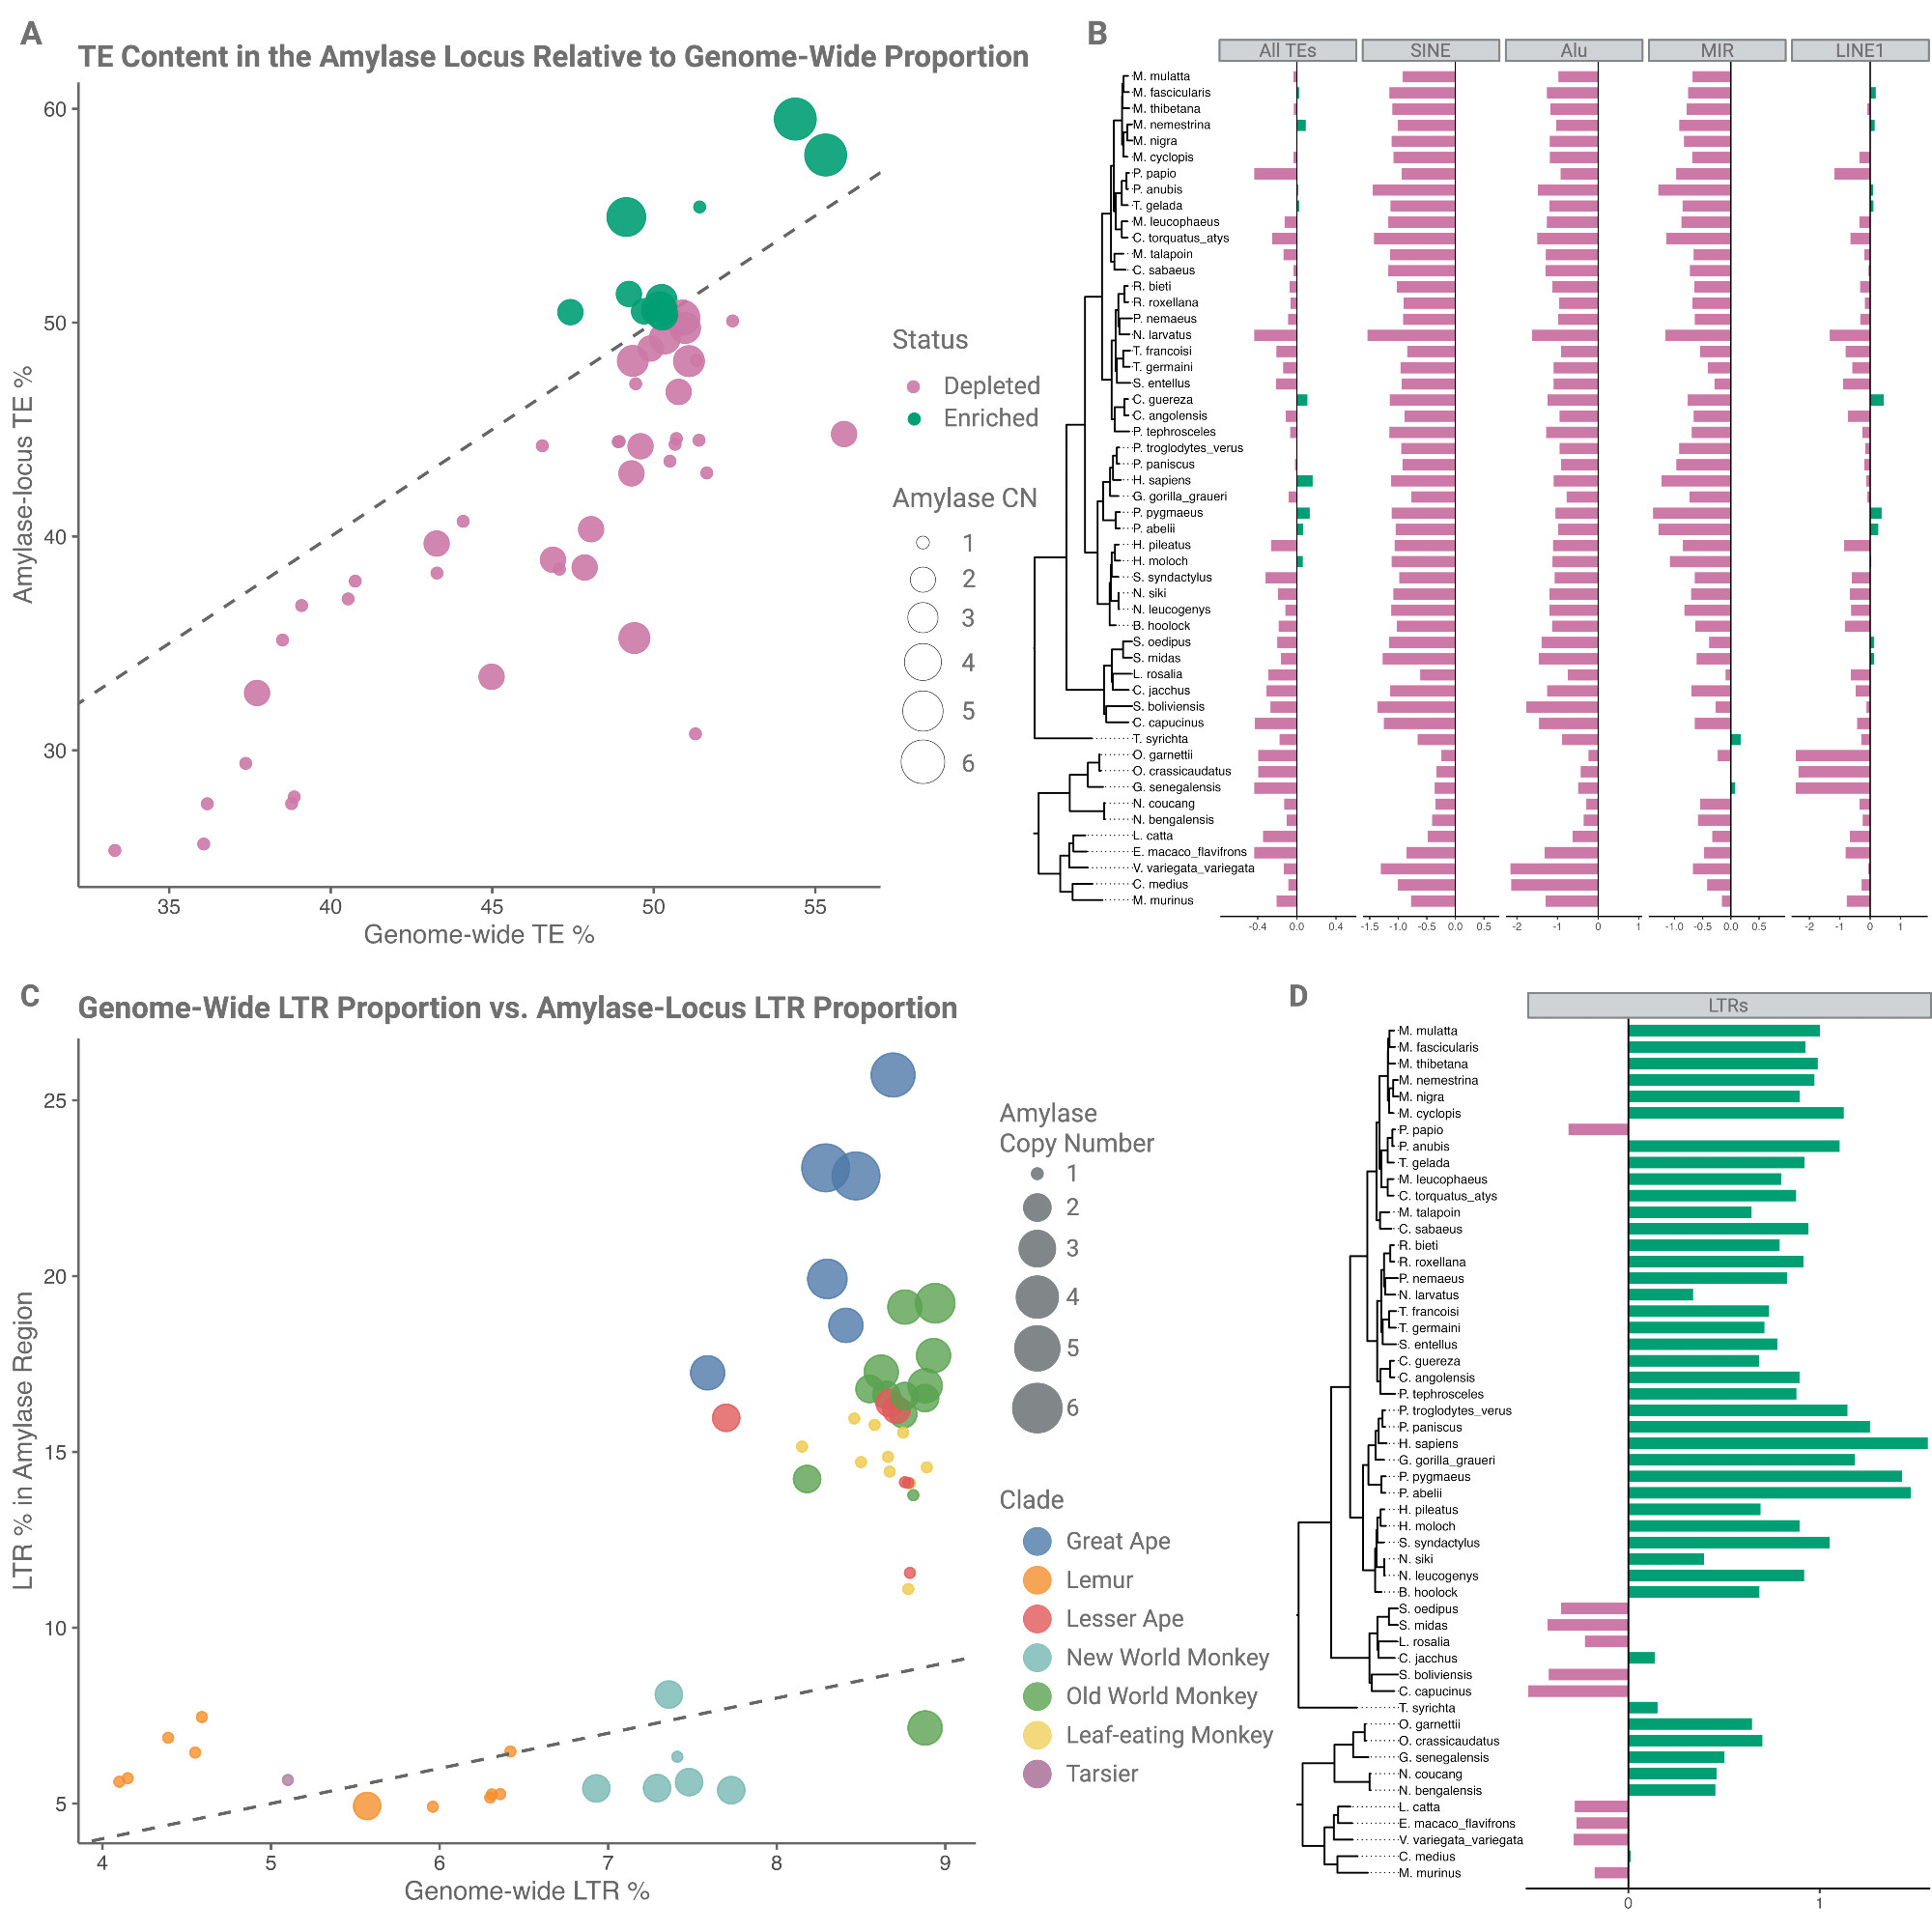 A
TE Content in the Amylase Locus Relative to Genome-Wide Proportion
60
50
40
30
Amylase-locus TE %
35 40 45 50 55
Genome-wide TE %
Status
Depleted
Enriched
Amylase CN
1
2
3
4
5
6
B
All TEs SINE Alu MIR LINE1
M. mulatta
M. fascicularis
M. thibetana
M. nemestrina
M. nigra
M. cyclopis
P. papio
P. anubis
T. gelada
M. leucophaeus
C. torquatus_atys
M. talapoin
C. sabaeus
R. bieti
R. roxellana
P. nemaeus
N. larvatus
T. francoisi
T. germaini
S. entellus
C. guereza
C. angolensis
P. tephrosceles
P. troglodytes_verus
P. paniscus
H. sapiens
G. gorilla_graueri
P. pygmaeus
P. abelii
H. pileatus
H. moloch
S. syndactylus
N. siki
N. leucogenys
B. hoolock
S. oedipus
S. midas
L. rosalia
C. jacchus
S. boliviensis
C. capucinus
T. syrichta
O. garnettii
O. crassicaudatus
G. senegalensis
N. coucang
N. bengalensis
L. catta
E. macaco_flavifrons
V. variegata_variegata
C. medius
M. murinus
-0.4 0.0 0.4 -1.5 -1.0 -0.5 0.0 0.5 -2 -1 0 1 -1.0 -0.5 0.0 0.5 -2 -1 0 1
C
Genome-Wide LTR Proportion vs. Amylase-Locus LTR Proportion
25
20
15
10
5
LTR % in Amylase Region
4 5 6 7 8 9
Genome-wide LTR %
Amylase
Copy Number
1
2
3
4
5
6
Clade
Great Ape
Lemur
Lesser Ape
New World Monkey
Old World Monkey
Leaf-eating Monkey
Tarsier
D
LTRs
M. mulatta
M. fascicularis
M. thibetana
M. nemestrina
M. nigra
M. cyclopis
P. papio
P. anubis
T. gelada
M. leucophaeus
C. torquatus_atys
M. talapoin
C. sabaeus
R. bieti
R. roxellana
P. nemaeus
N. larvatus
T. francoisi
T. germaini
S. entellus
C. guereza
C. angolensis
P. tephrosceles
P. troglodytes_verus
P. paniscus
H. sapiens
G. gorilla_graueri
P. pygmaeus
P. abelii
H. pileatus
H. moloch
S. syndactylus
N. siki
N. leucogenys
B. hoolock
S. oedipus
S. midas
L. rosalia
C. jacchus
S. boliviensis
C. capucinus
T. syrichta
O. garnettii
O. crassicaudatus
G. senegalensis
N. coucang
N. bengalensis
L. catta
E. macaco_flavifrons
V. variegata_variegata
C. medius
M. murinus
0 1